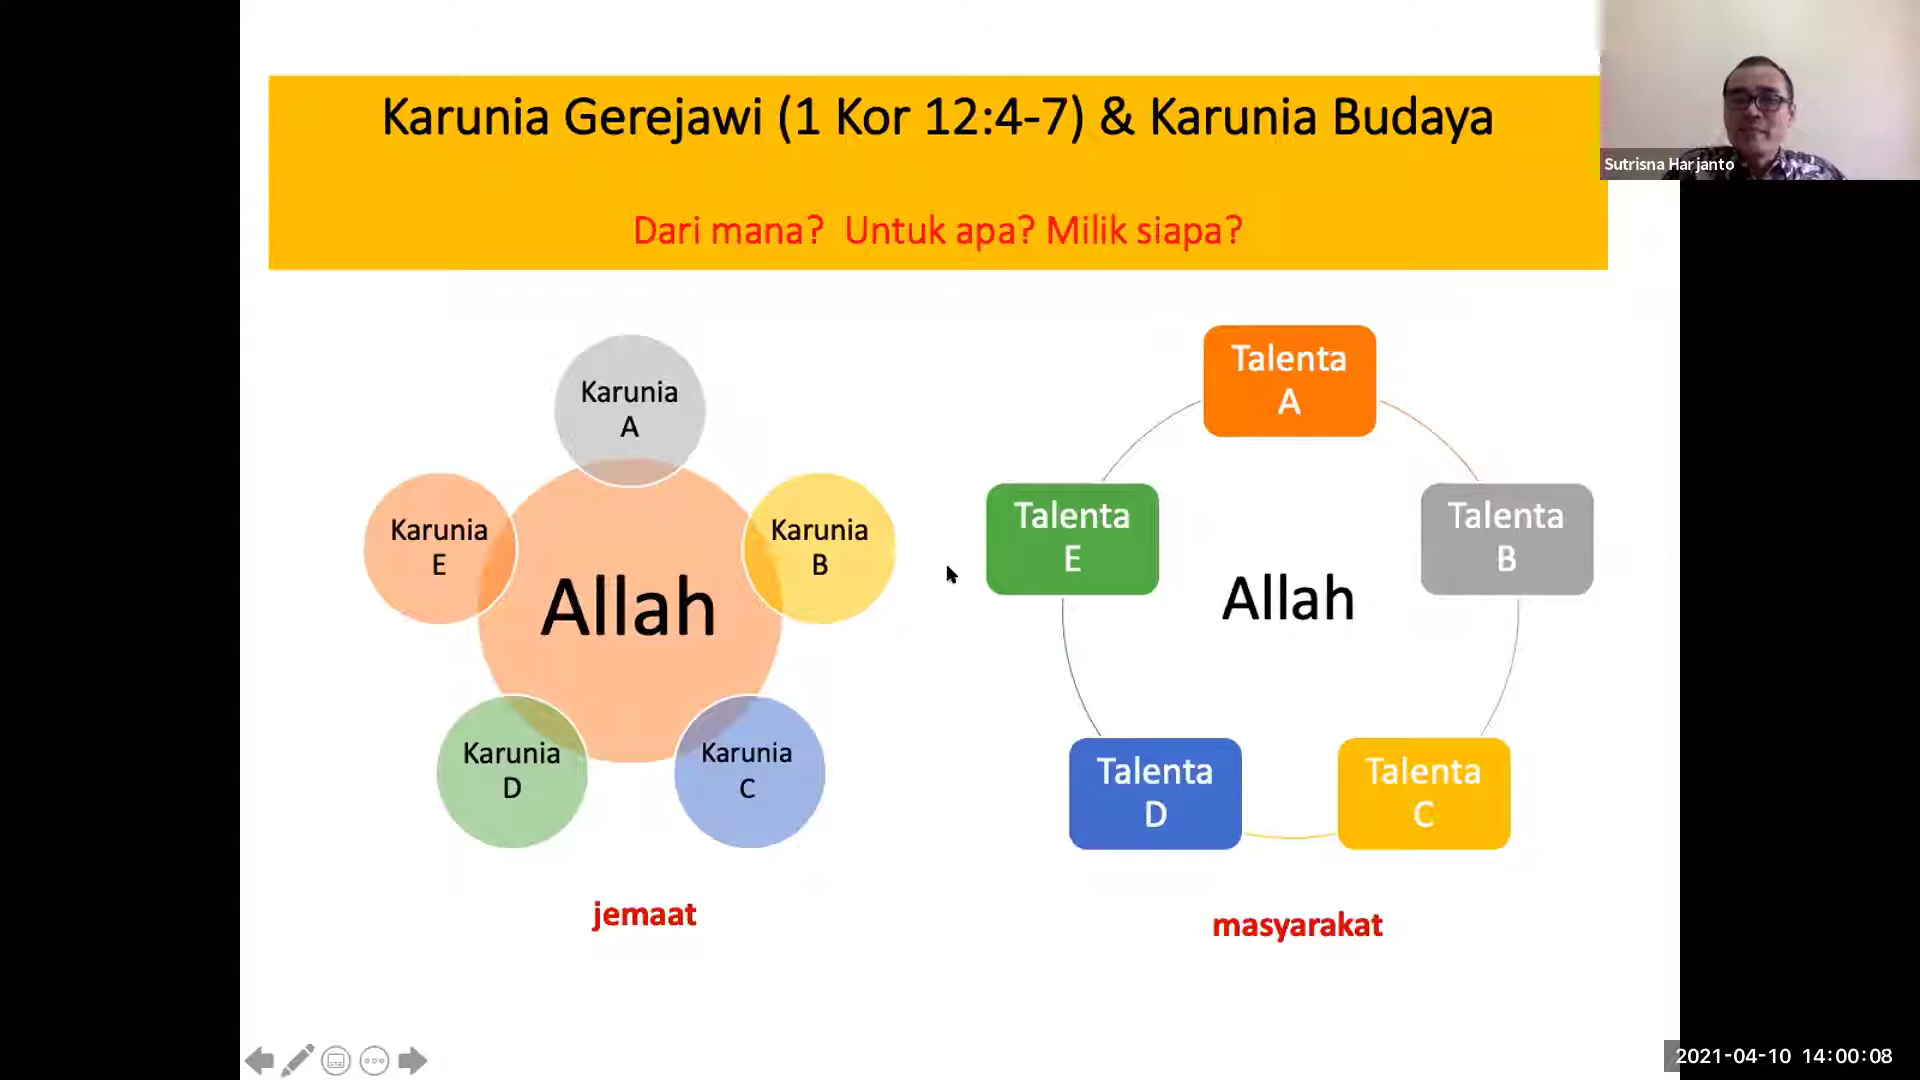 Karunia Gerejawi (1 Kor 12:4-7) & Karunia Budaya
Dari mana?  Untuk apa? Milik siapa?
Sutrisna Harjanto
Karunia
A
Karunia
E
Karunia
B
Allah
Karunia
D
Karunia
C
jemaat
Talenta
A
Talenta
E
Talenta
B
Allah
Talenta
D
Talenta
C
masyarakat
2021-04-10 14:00:08